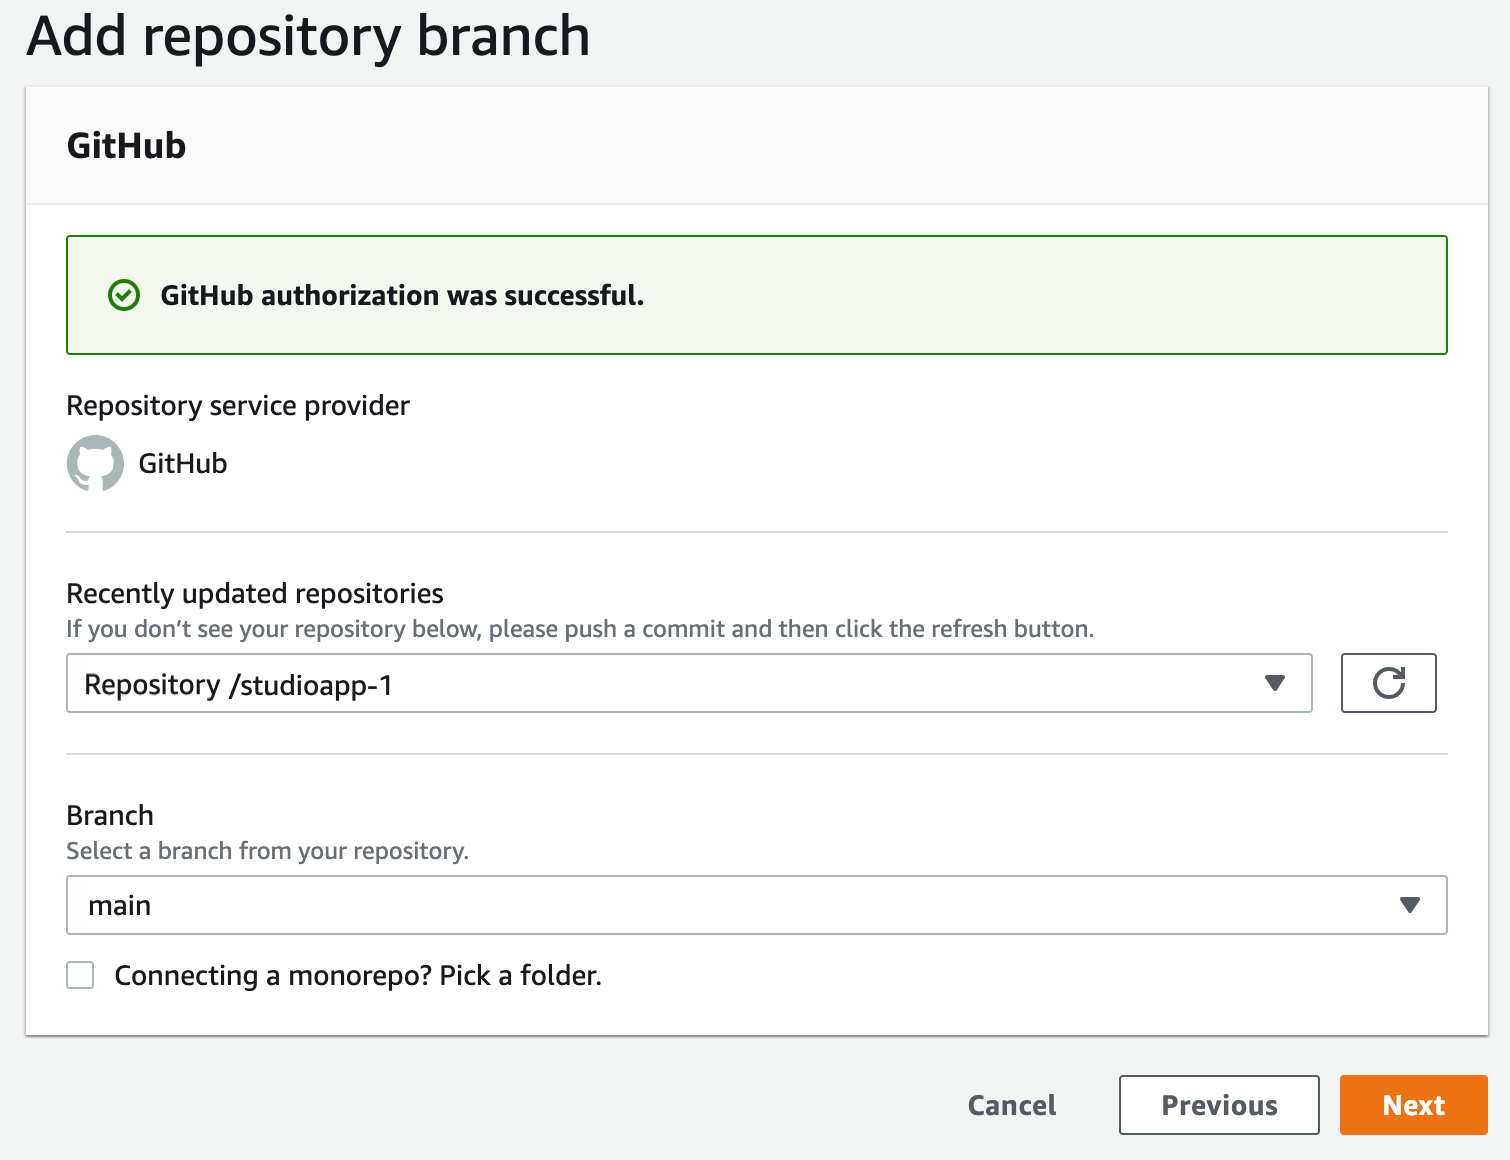 Add repository branch
GitHub
GitHub authorization was successful.
Repository service provider
GitHub
Recently updated repositories
If you don’t see your repository below, please push a commit and then click the refresh button.
Repository /studioapp-1
Branch
Select a branch from your repository.
main
Connecting a monorepo? Pick a folder.
Cancel Previous Next